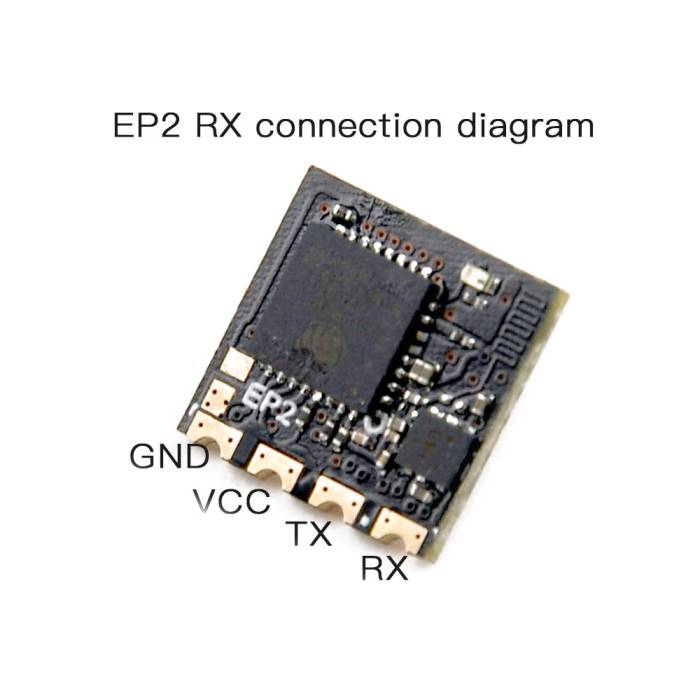 EP2 RX connection diagram
EP2
GND
VCC
TX
RX